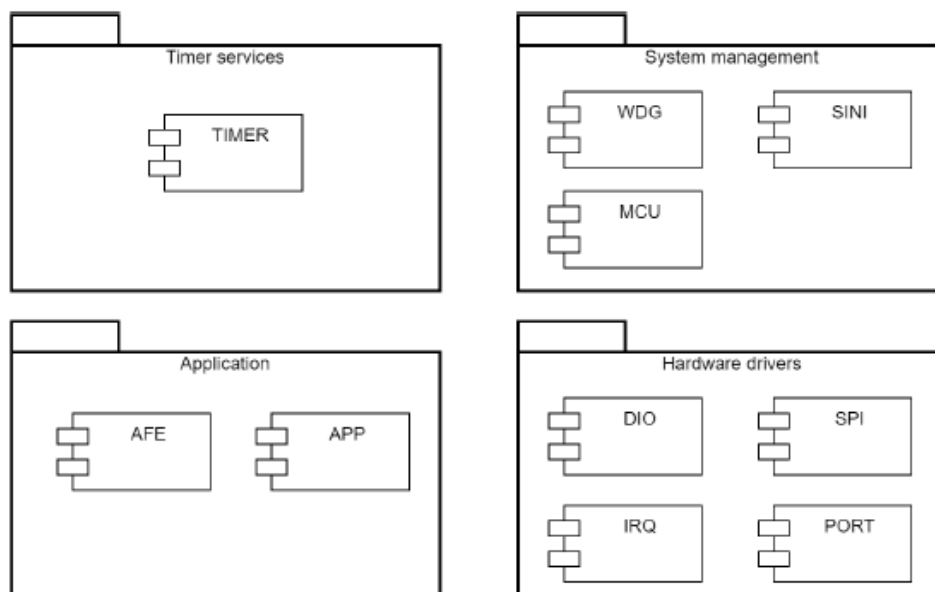 Timer services
TIMER
System management
WDG
SINI
MCU
Application
AFE
APP
Hardware drivers
DIO
SPI
IRQ
PORT